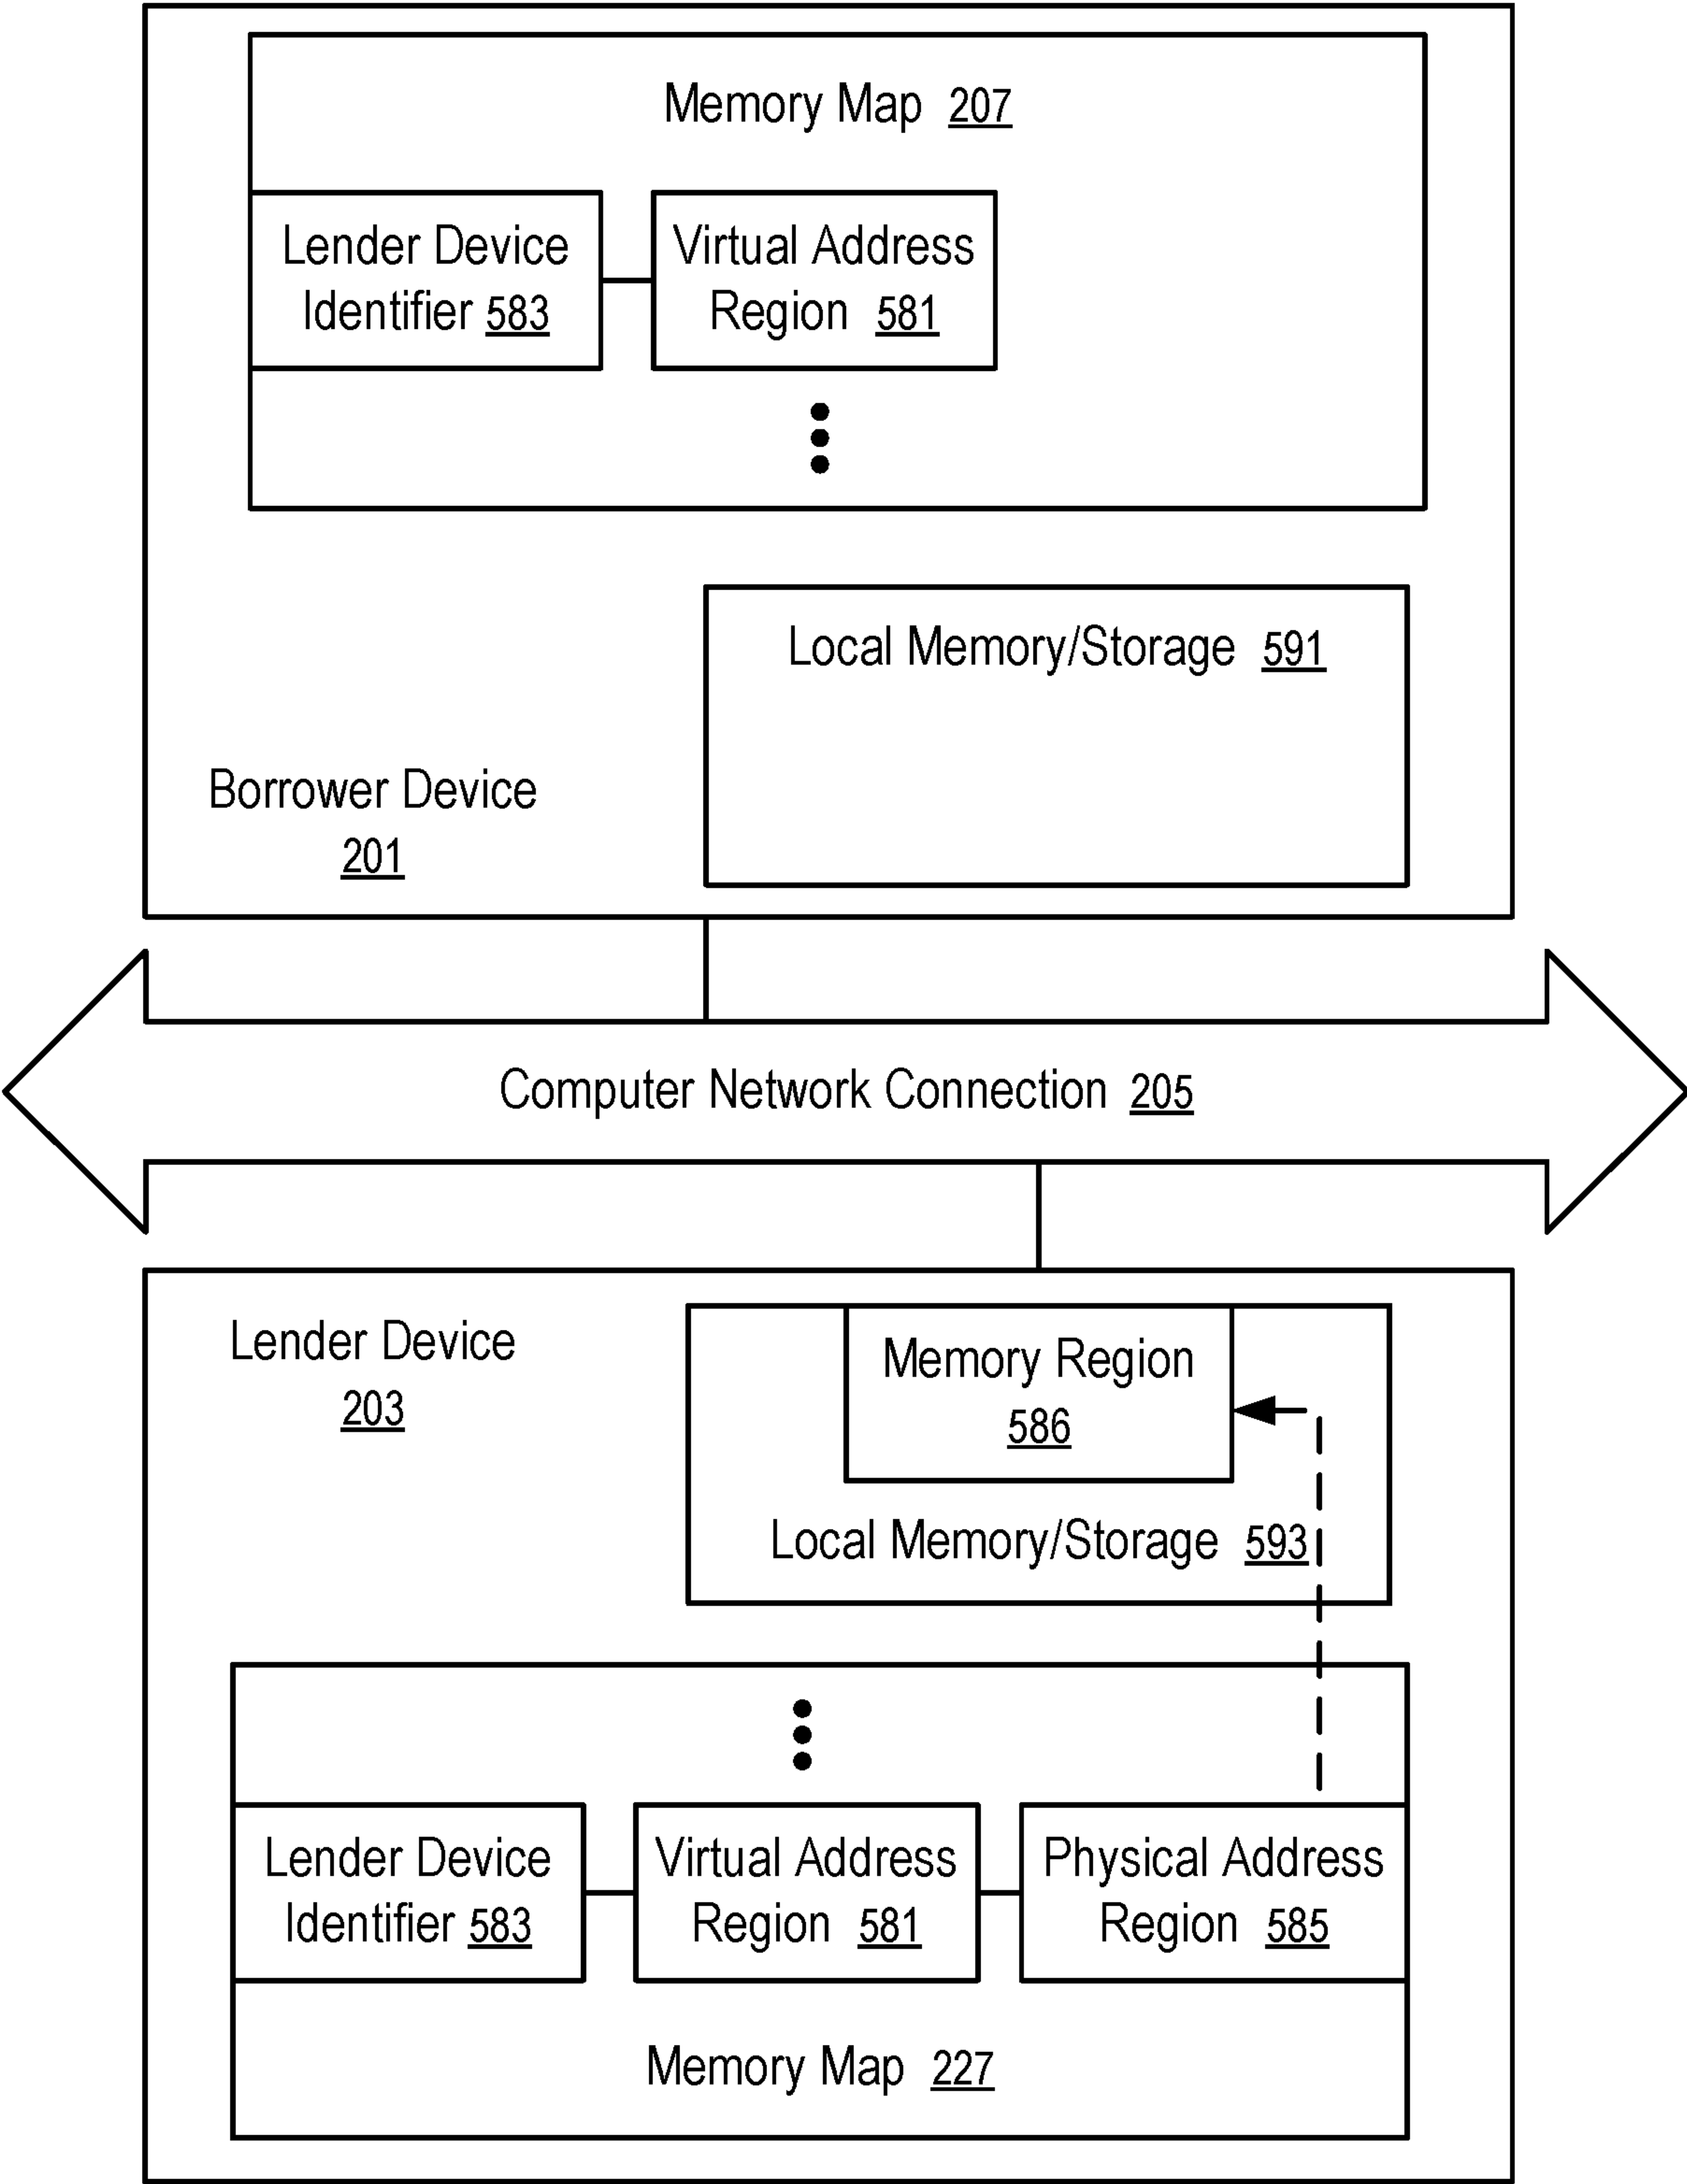 Memory Map 207
Lender Device
Identifier 583
Virtual Address
Region 581
Local Memory/Storage 591
Borrower Device
201
Computer Network Connection 205
Lender Device
203
Memory Region
586
Local Memory/Storage 593
Lender Device
Identifier 583
Virtual Address
Region 581
Physical Address
Region 585
Memory Map 227